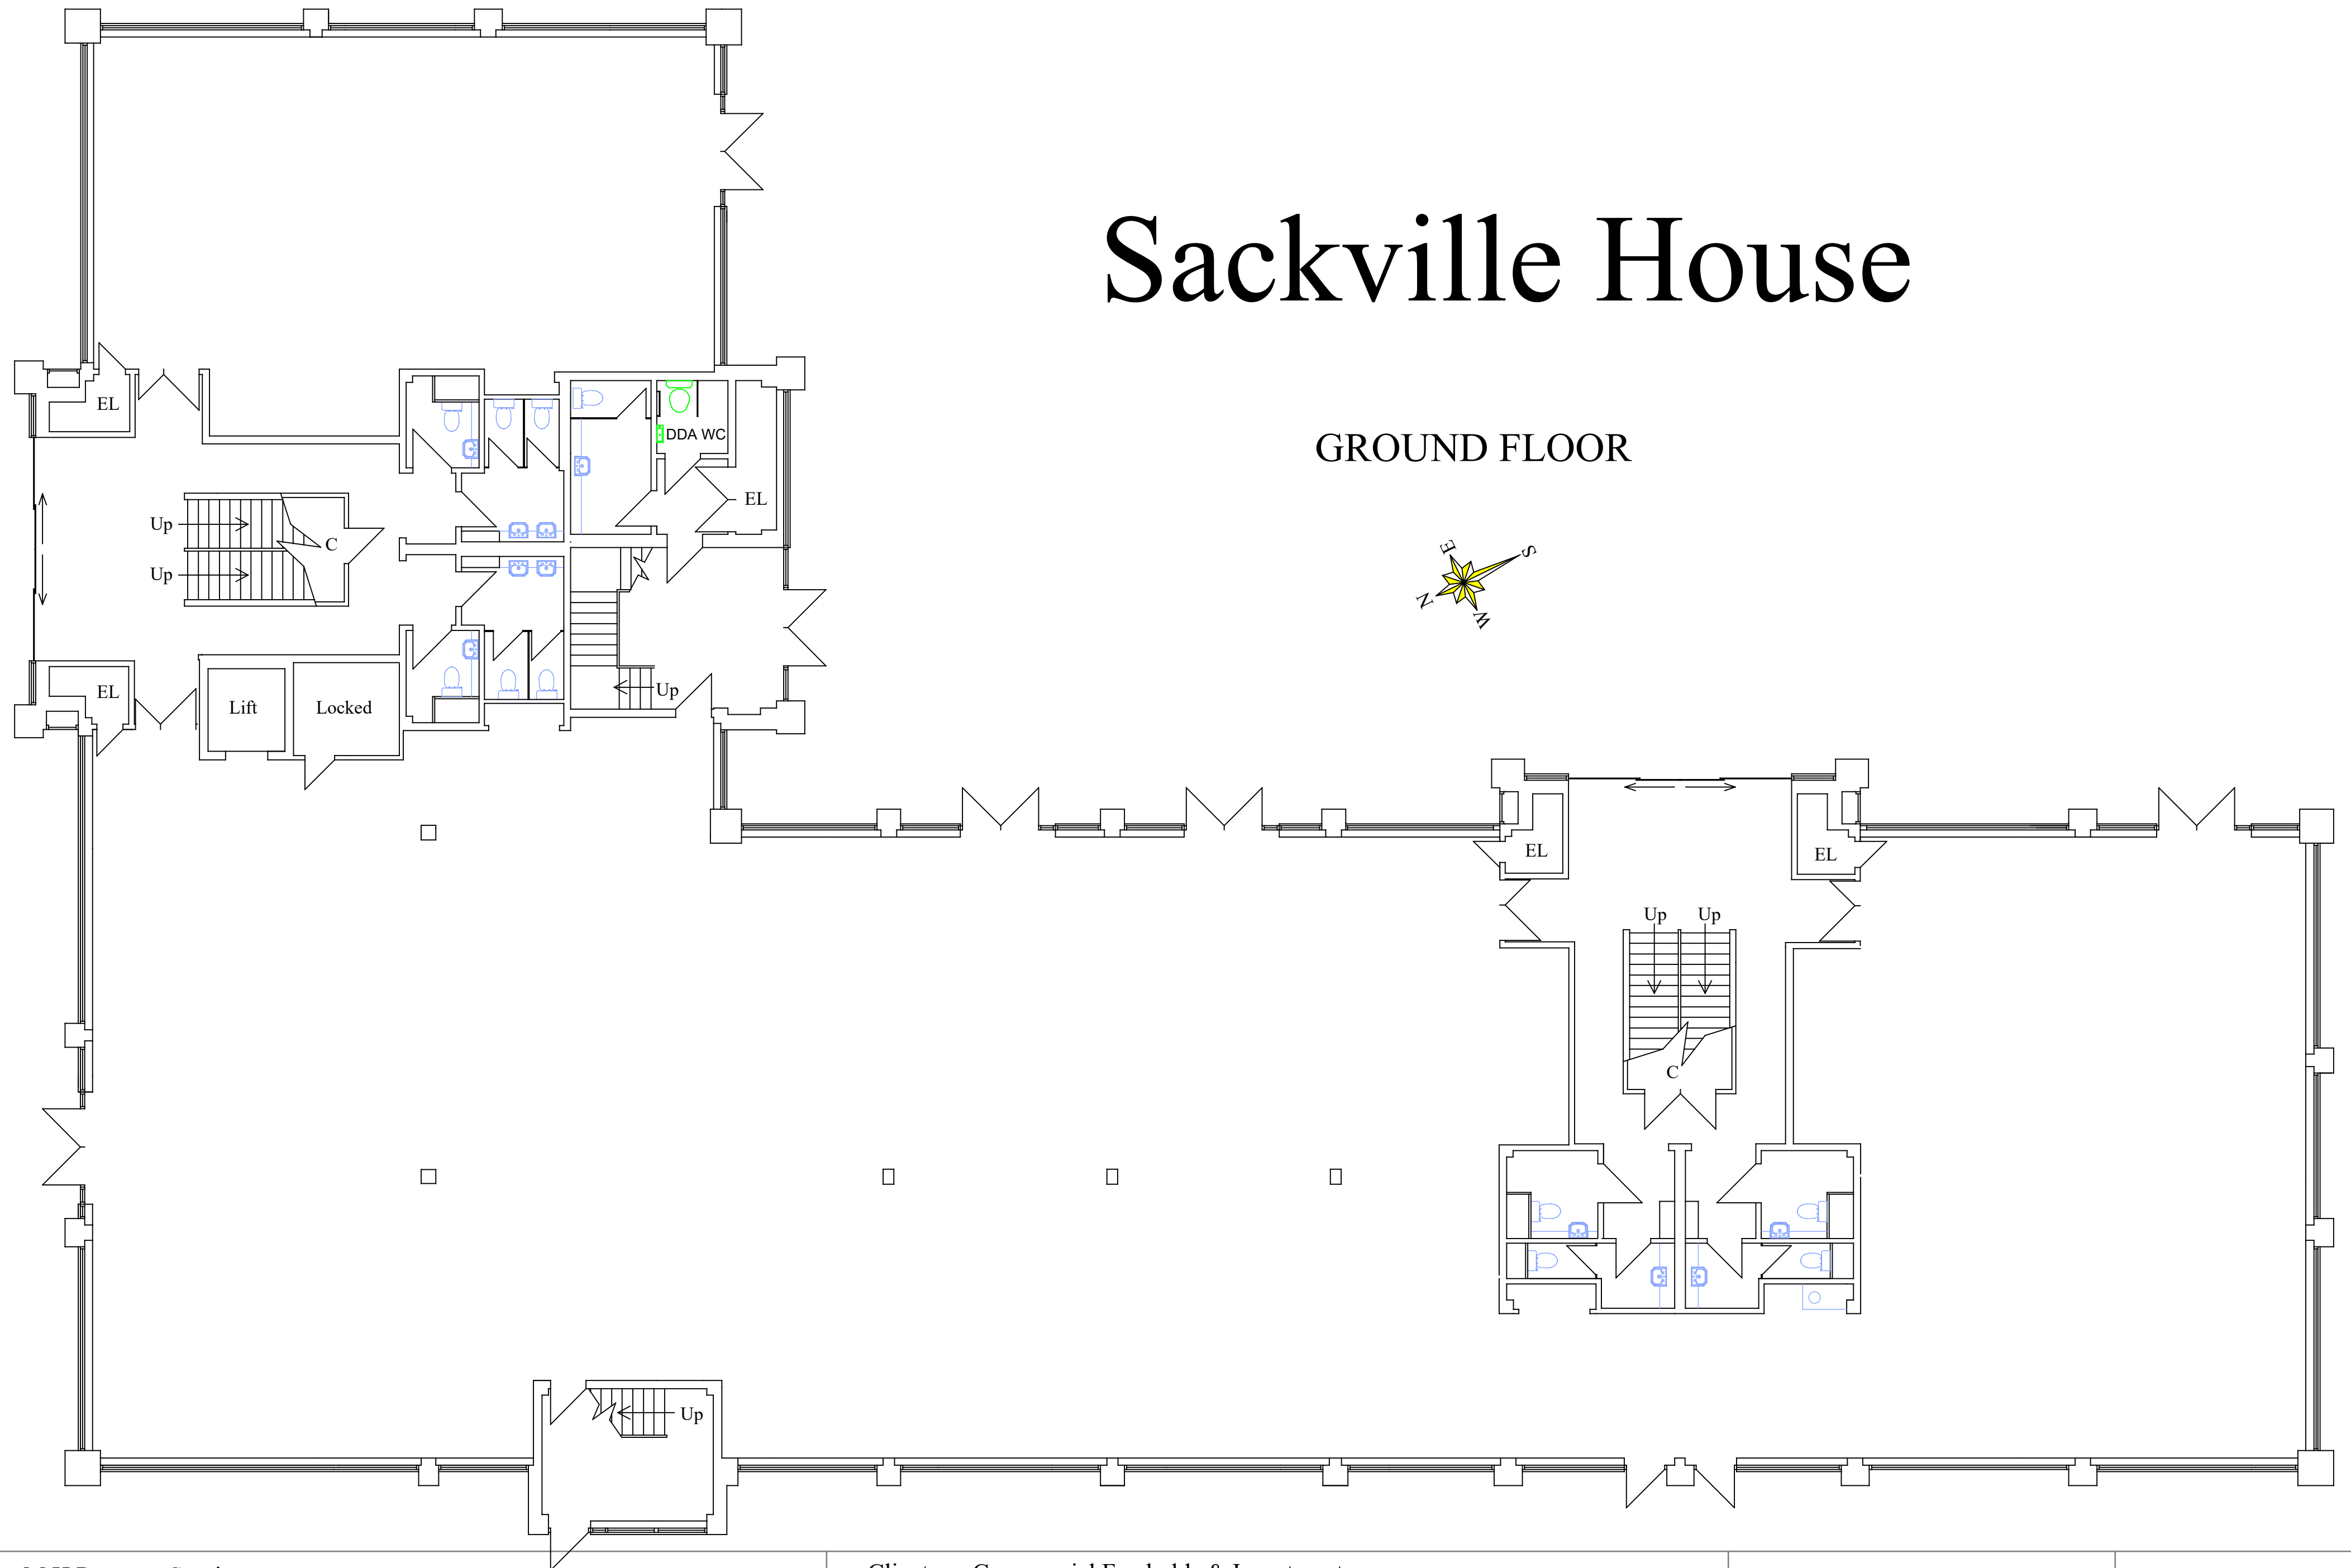 Sackville House
GROUND FLOOR
EL
DDA WC
EL
Up
C
Up
E
S
N
W
EL
Up
Lift
Locked
EL
EL
Up
Up
C
Up